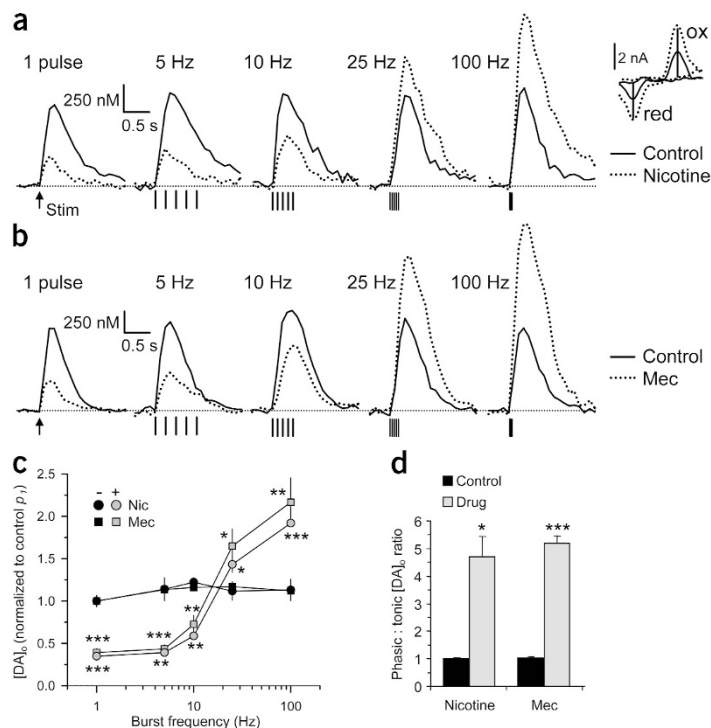 a
1 pulse 5 Hz 10 Hz 25 Hz 100 Hz
250 nM
0.5 s
Stim
2 nA
ox
red
Control
Nicotine
b
1 pulse 5 Hz 10 Hz 25 Hz 100 Hz
250 nM
0.5 s
Control
Mec
c
[DA]o (normalized to control p1)
2.5
2.0
1.5
1.0
0.5
0.0
- +
Nic
Mec
*** *** ** * **
*** ** ** * ***
1 10 100
Burst frequency (Hz)
d
Control
Drug
Phasic : tonic [DA]o ratio
7
6
5
4
3
2
1
0
* ***
Nicotine Mec